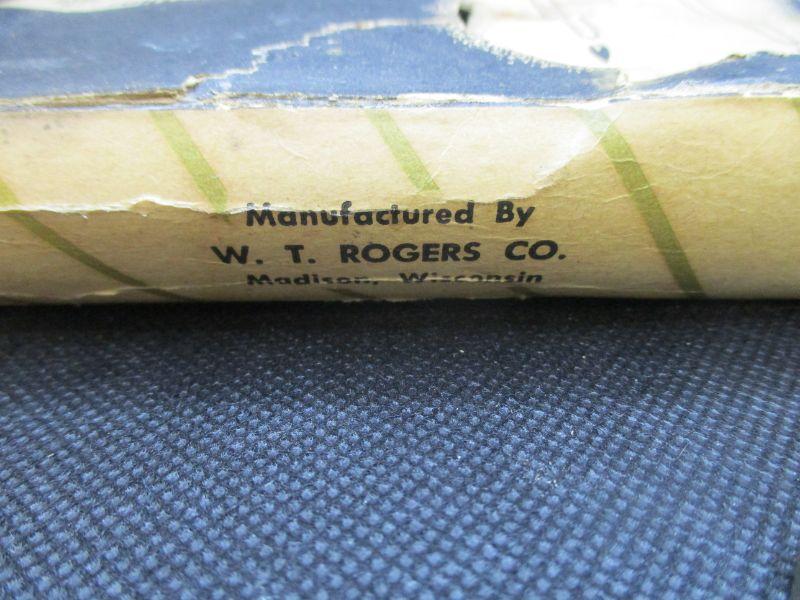 Manufactured By
W. T. ROGERS CO.
Madison, Wisconsin